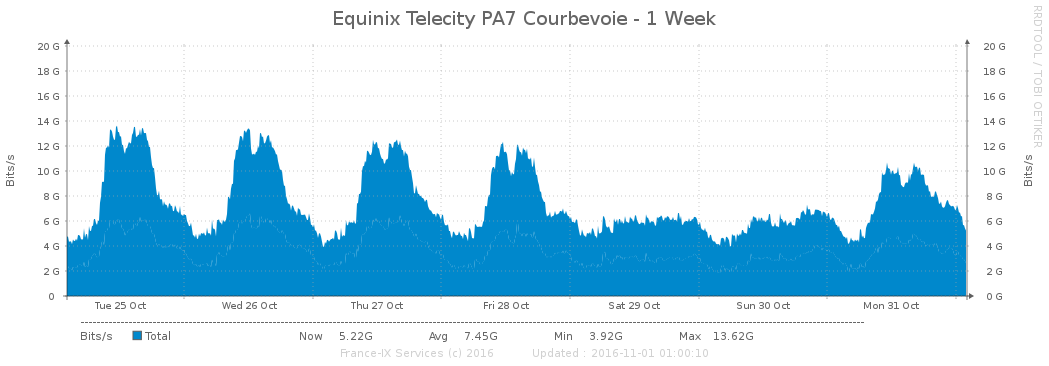 Equinix Telecity PA7 Courbevoie - 1 Week
RRDTOOL / TOBI OETIKER
20 G 20 G
18 G 18 G
16 G 16 G
14 G 14 G
12 G 12 G
10 G 10 G
8 G 8 G
6 G 6 G
4 G 4 G
2 G 2 G
0 0 G
Bits/s
Bits/s
Tue 25 Oct Wed 26 Oct Thu 27 Oct Fri 28 Oct Sat 29 Oct Sun 30 Oct Mon 31 Oct
Bits/s Total Now 5.22G Avg 7.45G Min 3.92G Max 13.62G
France-IX Services (c) 2016 Updated : 2016-11-01 01:00:10